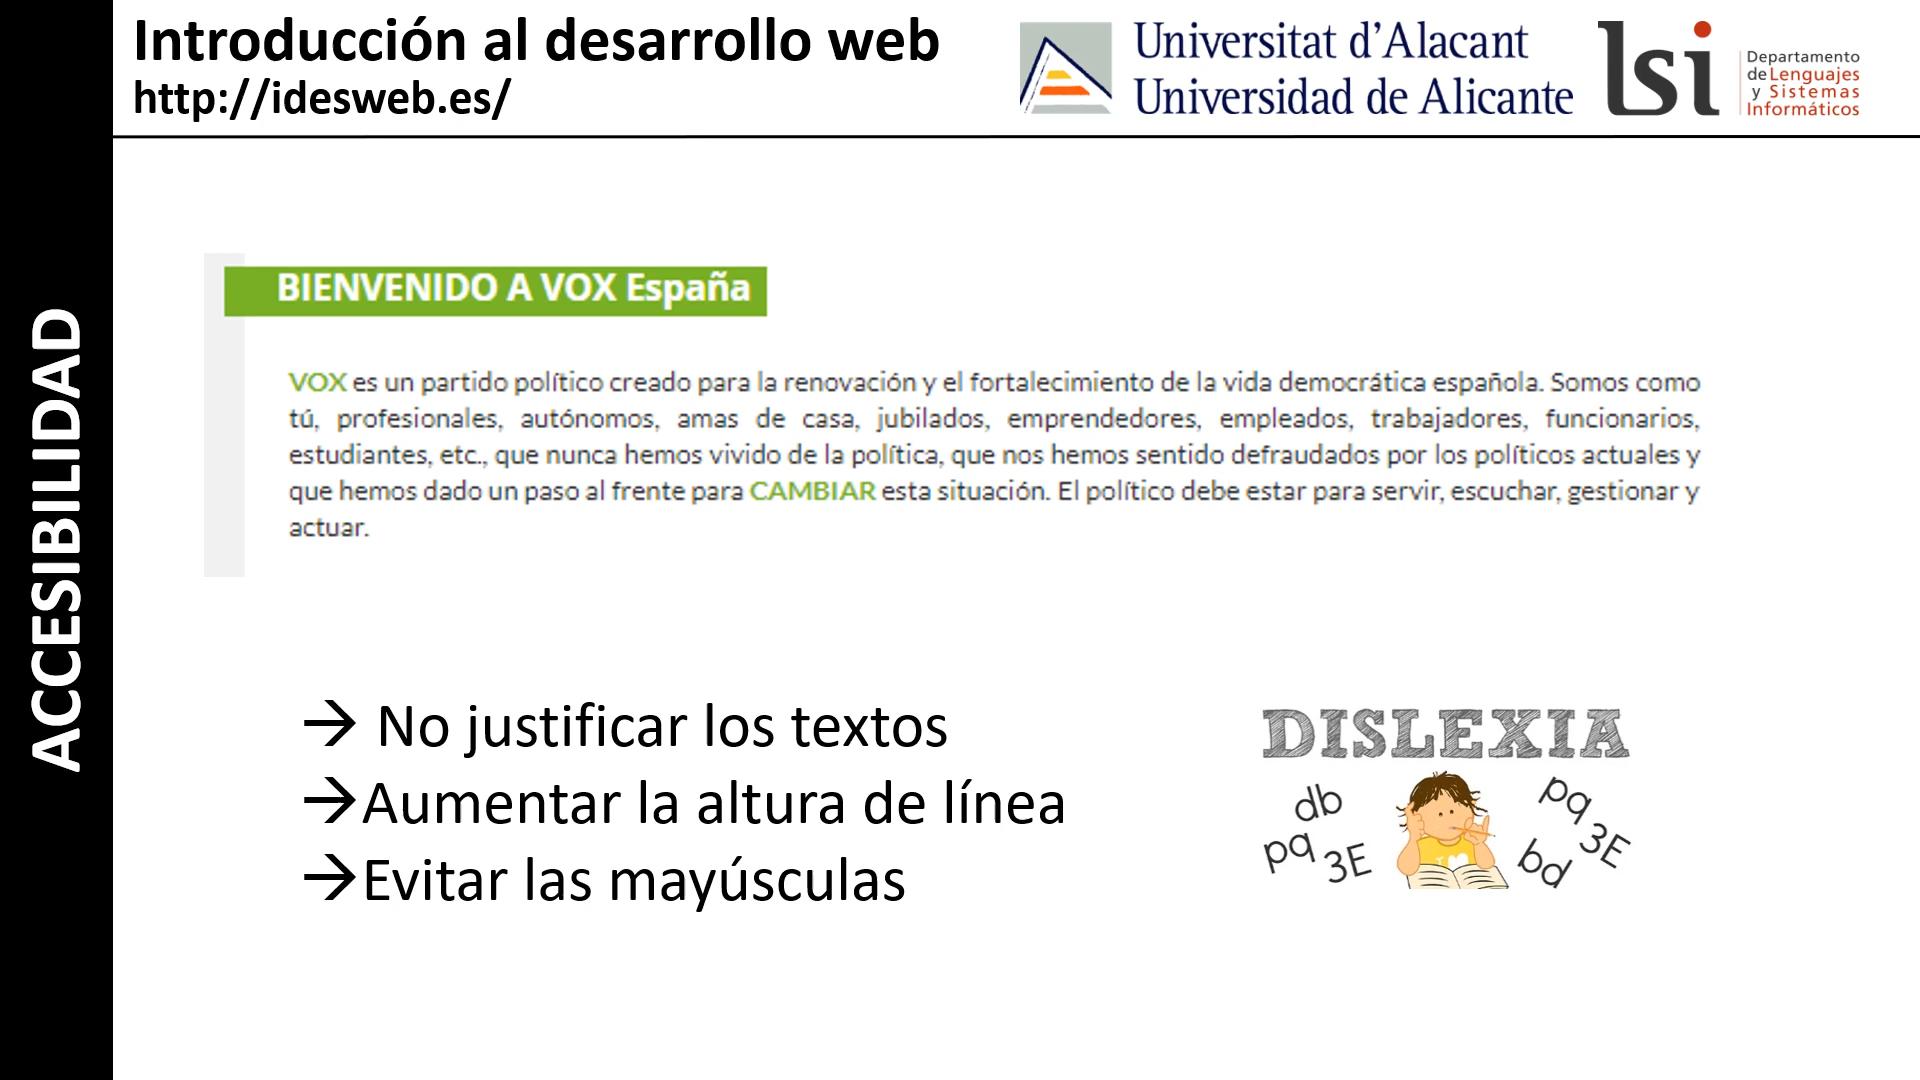 Introducción al desarrollo web
http://idesweb.es/
Universitat d'Alacant
Universidad de Alicante
lsi
Departamento
de Lenguajes
y Sistemas
Informáticos
ACCESIBILIDAD
BIENVENIDO A VOX España
VOX es un partido político creado para la renovación y el fortalecimiento de la vida democrática española. Somos como
tú, profesionales, autónomos, amas de casa, jubilados, emprendedores, empleados, trabajadores, funcionarios,
estudiantes, etc., que nunca hemos vivido de la política, que nos hemos sentido defraudados por los políticos actuales y
que hemos dado un paso al frente para CAMBIAR esta situación. El político debe estar para servir, escuchar, gestionar y
actuar.
→ No justificar los textos
→Aumentar la altura de línea
→Evitar las mayúsculas
DISLEXIA
db
pq
3E
pq
3E
bd